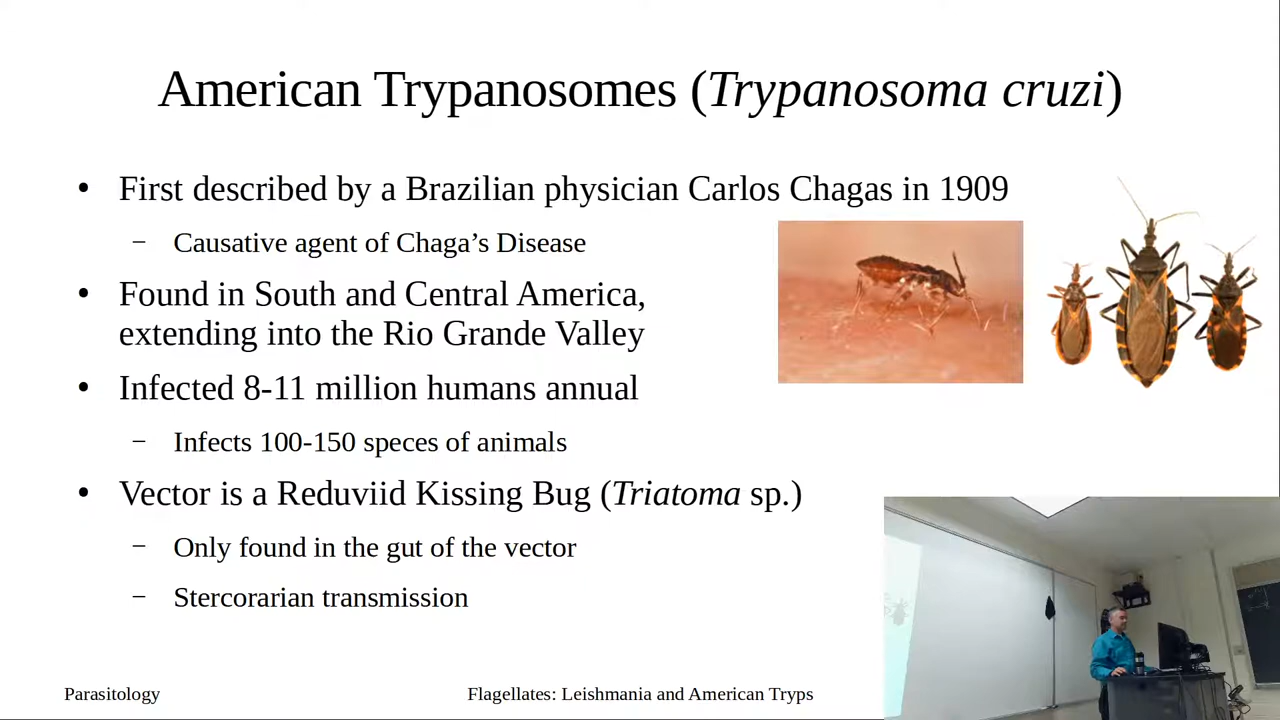 American Trypanosomes (Trypanosoma cruzi)
• First described by a Brazilian physician Carlos Chagas in 1909
– Causative agent of Chaga’s Disease
• Found in South and Central America,
extending into the Rio Grande Valley
• Infected 8-11 million humans annual
– Infects 100-150 speces of animals
• Vector is a Reduviid Kissing Bug (Triatoma sp.)
– Only found in the gut of the vector
– Stercorarian transmission
Parasitology
Flagellates: Leishmania and American Tryps